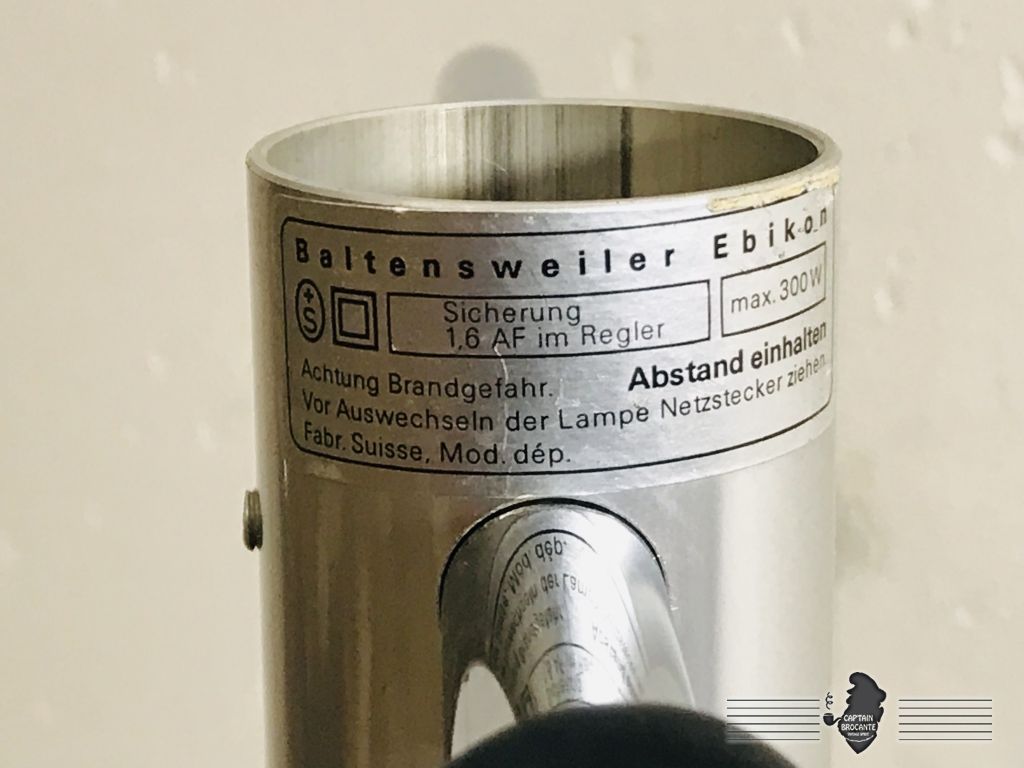 Baltensweiler Ebikon
+S
Sicherung
1,6 AF im Regler
max. 300W
Achtung Brandgefahr. Abstand einhalten
Vor Auswechseln der Lampe Netzstecker ziehen.
Fabr. Suisse, Mod. dép.
CAPTAIN
BROCANTE